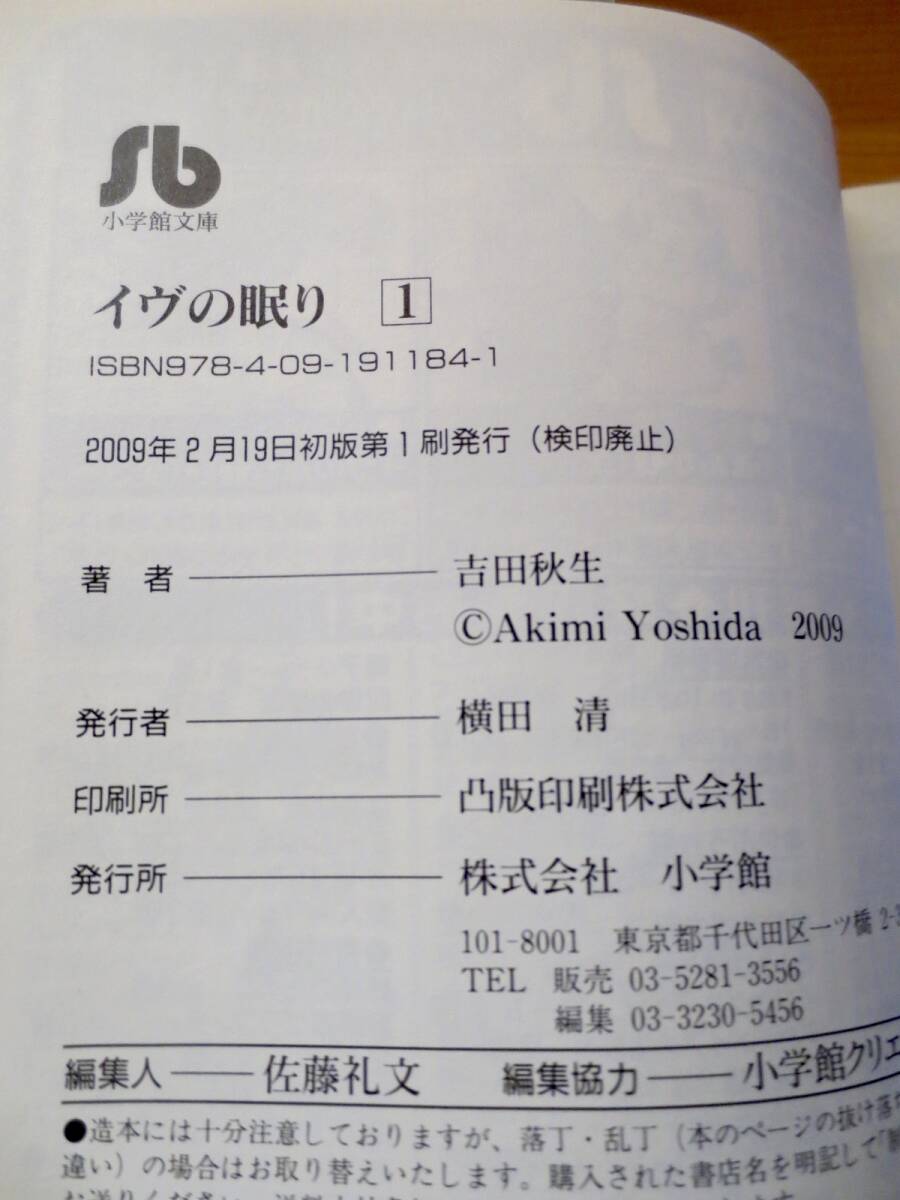 Sb
小学館文庫
イヴの眠り 1
ISBN978-4-09-191184-1
2009年2月19日初版第1刷発行（検印廃止）
著者――吉田秋生
©Akimi Yoshida 2009
発行者――横田 清
印刷所――凸版印刷株式会社
発行所――株式会社 小学館
101-8001 東京都千代田区一ツ橋2-3
TEL 販売 03-5281-3556
編集 03-3230-5456
編集人――佐藤礼文 編集協力――小学館クリエ
●造本には十分注意しておりますが、落丁・乱丁（本のページの抜け落ち
違い）の場合はお取り替えいたします。購入された書店名を明記して「